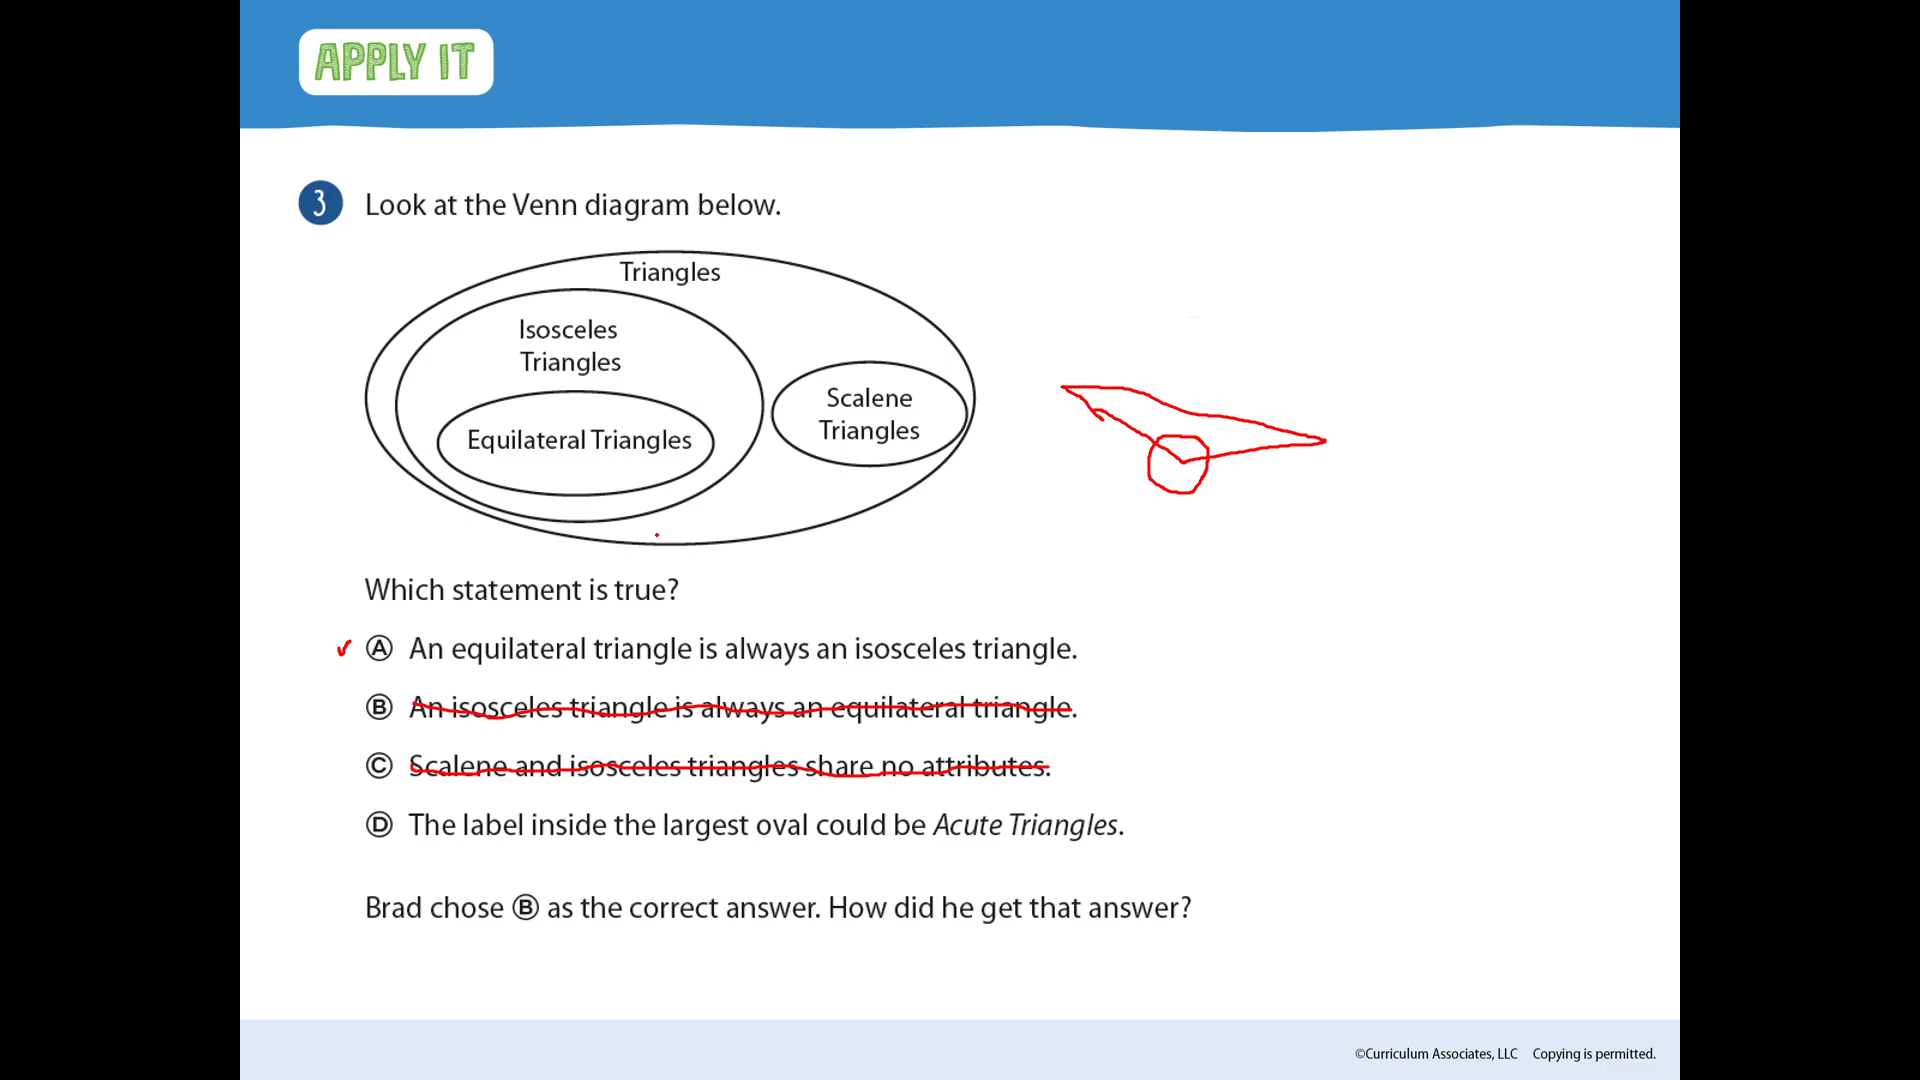 APPLY IT
3 Look at the Venn diagram below.
Triangles
Isosceles
Triangles
Equilateral Triangles
Scalene
Triangles
Which statement is true?
A An equilateral triangle is always an isosceles triangle.
B An isosceles triangle is always an equilateral triangle.
C Scalene and isosceles triangles share no attributes.
D The label inside the largest oval could be Acute Triangles.
Brad chose B as the correct answer. How did he get that answer?
©Curriculum Associates, LLC Copying is permitted.